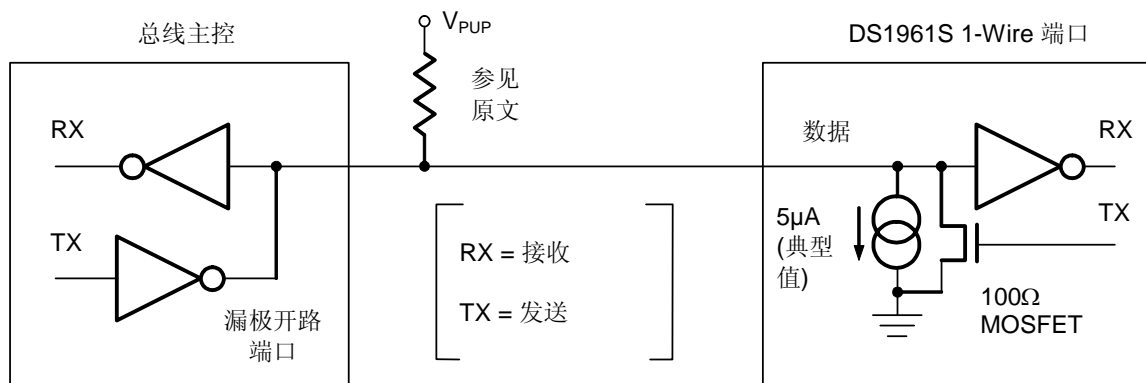 总线主控
V_PUP
DS1961S 1-Wire 端口
参见
原文
RX
数据
RX
TX
5µA
(典型
值)
TX
RX = 接收
TX = 发送
漏极开路
端口
100Ω
MOSFET